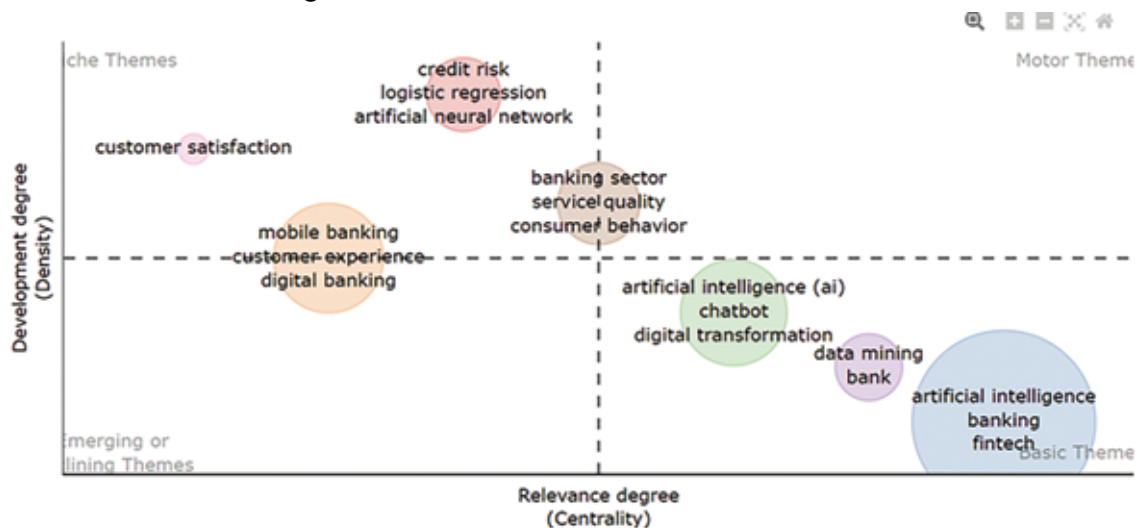 che Themes
Motor Theme
credit risk
logistic regression
artificial neural network
customer satisfaction
banking sector
service quality
consumer behavior
mobile banking
customer experience
digital banking
artificial intelligence (ai)
chatbot
digital transformation
data mining
bank
artificial intelligence
banking
fintech
Emerging or
lining Themes
Basic Theme
Development degree
(Density)
Relevance degree
(Centrality)